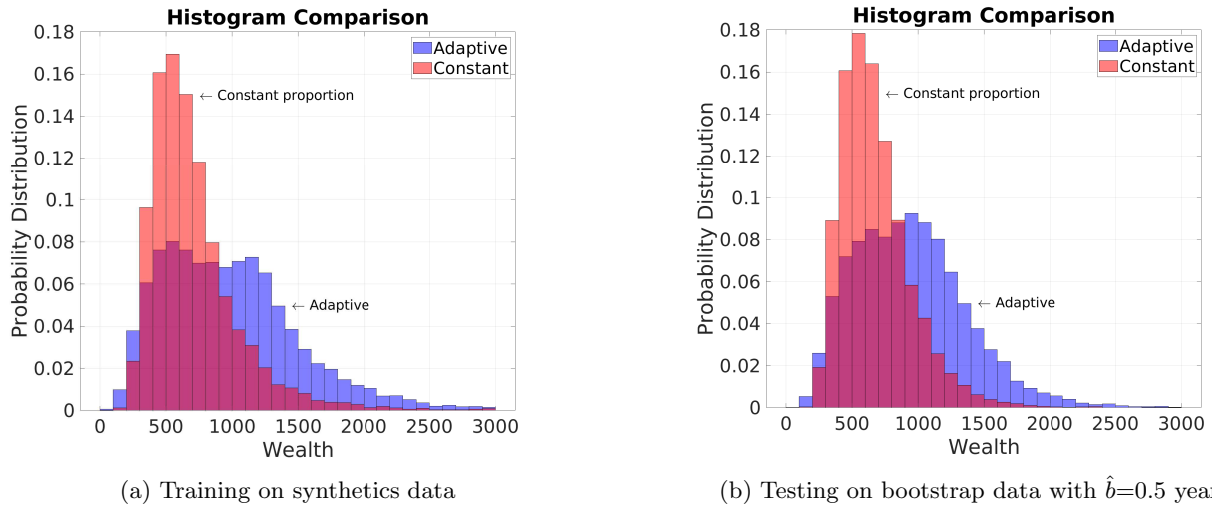 Histogram Comparison
Probability Distribution
0.18
0.16
0.14
0.12
0.1
0.08
0.06
0.04
0.02
0
Adaptive
Constant
← Constant proportion
← Adaptive
0 500 1000 1500 2000 2500 3000
Wealth
(a) Training on synthetics data
Histogram Comparison
Probability Distribution
0.18
0.16
0.14
0.12
0.1
0.08
0.06
0.04
0.02
0
Adaptive
Constant
← Constant proportion
← Adaptive
0 500 1000 1500 2000 2500 3000
Wealth
(b) Testing on bootstrap data with b̂=0.5 year